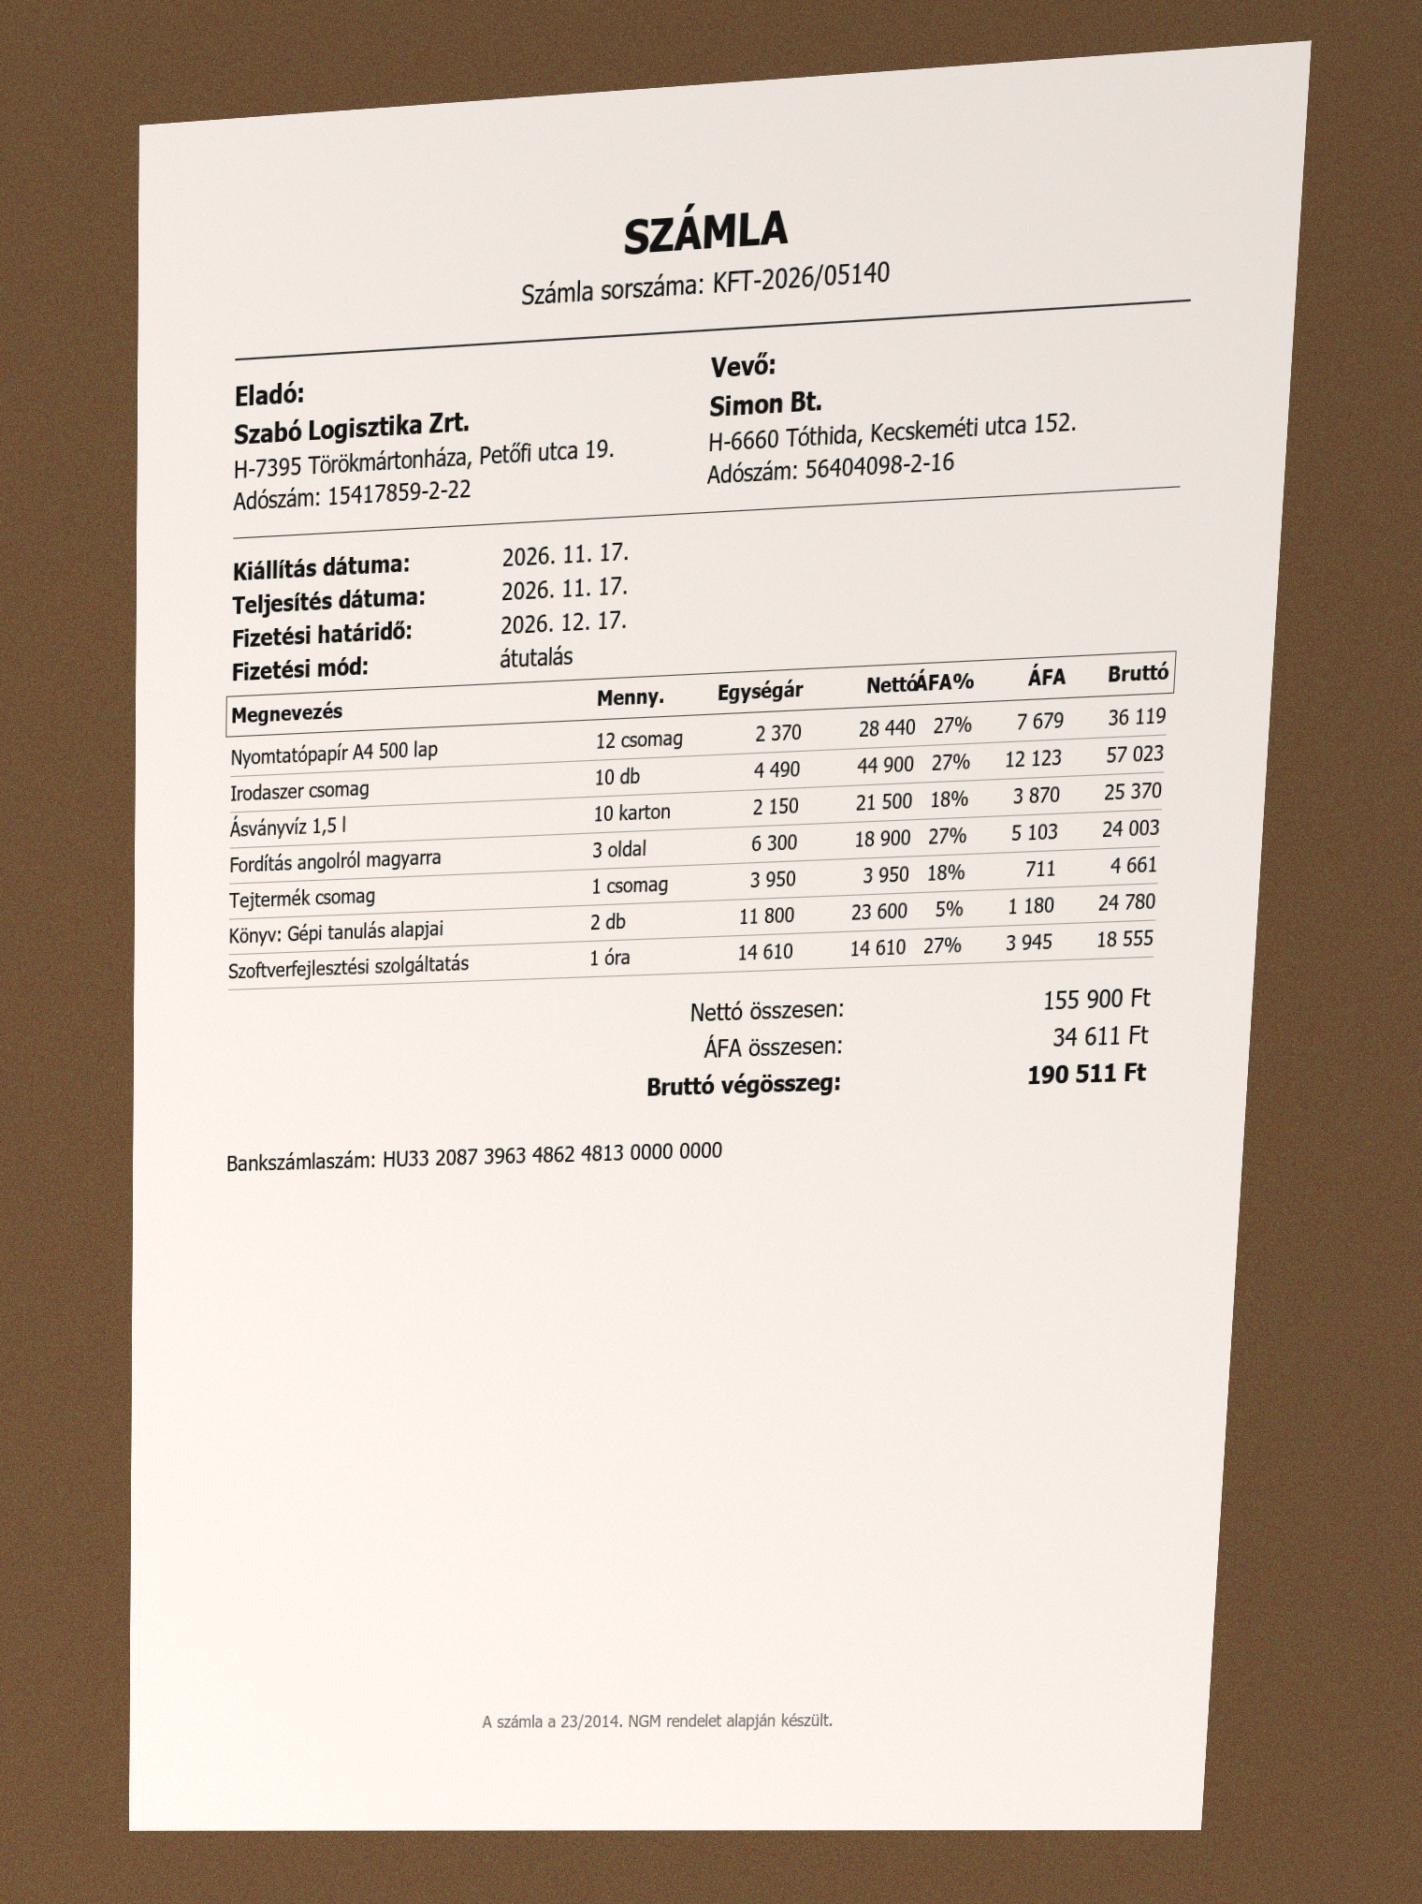 SZÁMLA
Számla sorszáma: KFT-2026/05140
Eladó:
Szabó Logisztika Zrt.
H-7395 Törökmártonháza, Petőfi utca 19.
Adószám: 15417859-2-22
Vevő:
Simon Bt.
H-6660 Tóthida, Kecskeméti utca 152.
Adószám: 56404098-2-16
Kiállítás dátuma: 2026. 11. 17.
Teljesítés dátuma: 2026. 11. 17.
Fizetési határidő: 2026. 12. 17.
Fizetési mód: átutalás
Megnevezés Menny. Egységár Nettó ÁFA% ÁFA Bruttó
Nyomtatópapír A4 500 lap 12 csomag 2 370 28 440 27% 7 679 36 119
Irodaszer csomag 10 db 4 490 44 900 27% 12 123 57 023
Ásványvíz 1,5 l 10 karton 2 150 21 500 18% 3 870 25 370
Fordítás angolról magyarra 3 oldal 6 300 18 900 27% 5 103 24 003
Tejtermék csomag 1 csomag 3 950 3 950 18% 711 4 661
Könyv: Gépi tanulás alapjai 2 db 11 800 23 600 5% 1 180 24 780
Szoftverfejlesztési szolgáltatás 1 óra 14 610 14 610 27% 3 945 18 555
Nettó összesen: 155 900 Ft
ÁFA összesen: 34 611 Ft
Bruttó végösszeg: 190 511 Ft
Bankszámlaszám: HU33 2087 3963 4862 4813 0000 0000
A számla a 23/2014. NGM rendelet alapján készült.